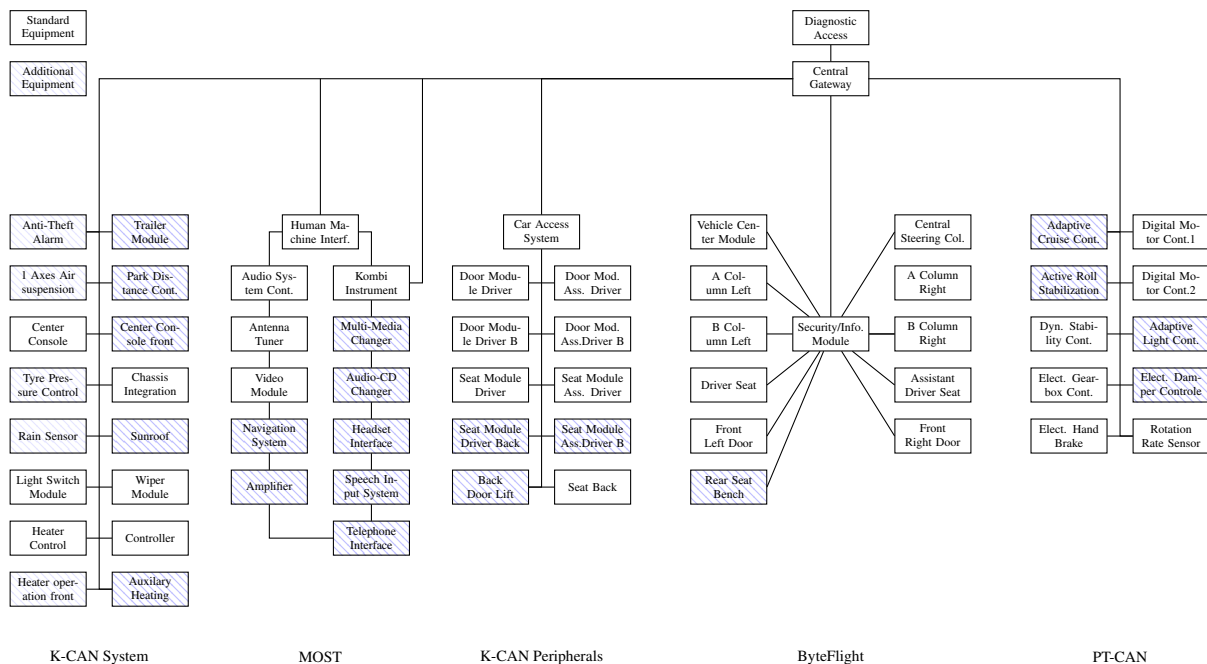 Standard
Equipment
Additional
Equipment
Diagnostic
Access
Central
Gateway
Anti-Theft
Alarm
Trailer
Module
1 Axes Air
suspension
Park Dis-
tance Cont.
Center
Console
Center Con-
sole front
Tyre Pres-
sure Control
Chassis
Integration
Rain Sensor
Sunroof
Light Switch
Module
Wiper
Module
Heater
Control
Controller
Heater oper-
ation front
Auxilary
Heating
K-CAN System
Human Ma-
chine Interf.
Audio Sys-
tem Cont.
Kombi
Instrument
Antenna
Tuner
Multi-Media
Changer
Video
Module
Audio-CD
Changer
Navigation
System
Headset
Interface
Amplifier
Speech In-
put System
Telephone
Interface
MOST
Car Access
System
Door Modu-
le Driver
Door Mod.
Ass. Driver
Door Modu-
le Driver B
Door Mod.
Ass.Driver B
Seat Module
Driver
Seat Module
Ass. Driver
Seat Module
Driver Back
Seat Module
Ass.Driver B
Back
Door Lift
Seat Back
K-CAN Peripherals
Vehicle Cen-
ter Module
Central
Steering Col.
A Col-
umn Left
A Column
Right
B Col-
umn Left
Security/Info.
Module
B Column
Right
Driver Seat
Assistant
Driver Seat
Front
Left Door
Front
Right Door
Rear Seat
Bench
ByteFlight
Adaptive
Cruise Cont.
Digital Mo-
tor Cont.1
Active Roll
Stabilization
Digital Mo-
tor Cont.2
Dyn. Stabi-
lity Cont.
Adaptive
Light Cont.
Elect. Gear-
box Cont.
Elect. Dam-
per Controle
Elect. Hand
Brake
Rotation
Rate Sensor
PT-CAN